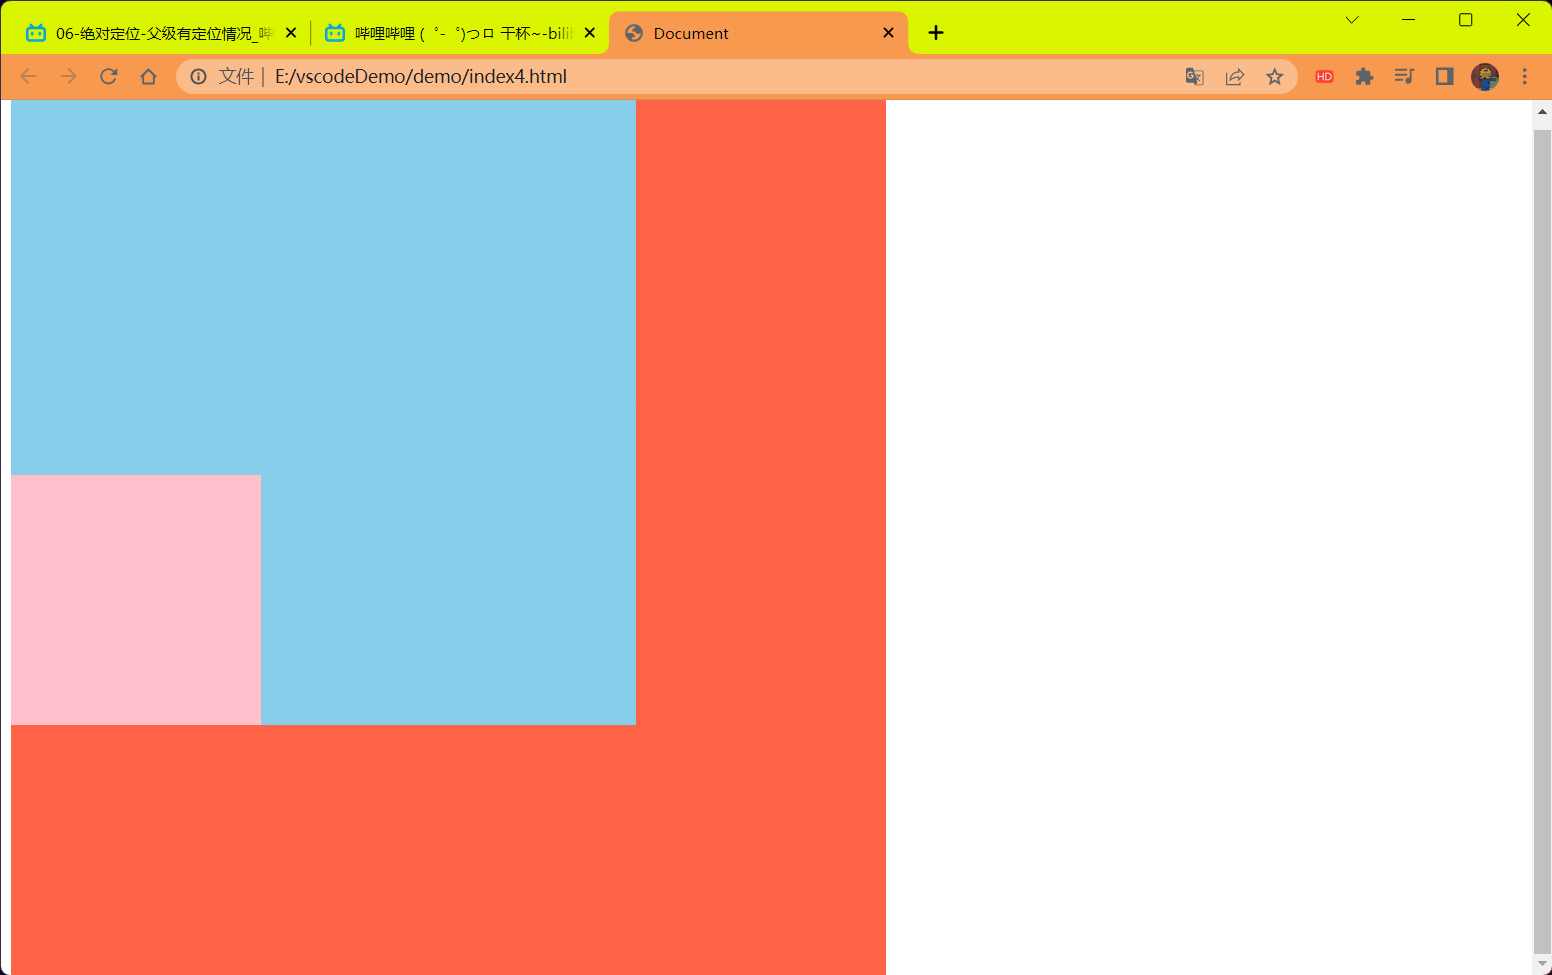 06-绝对定位-父级有定位情况_哔
哔哩哔哩 (゜-゜)つロ 干杯~-bili
Document
文件 | E:/vscodeDemo/demo/index4.html
HD